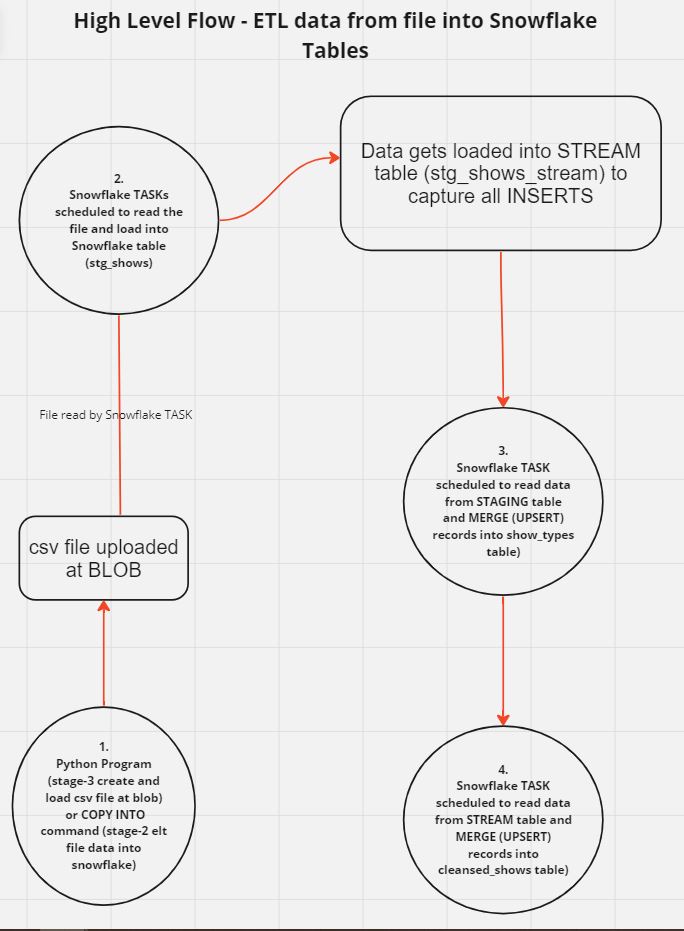 High Level Flow - ETL data from file into Snowflake
Tables
Data gets loaded into STREAM
table (stg_shows_stream) to
capture all INSERTS
2.
Snowflake TASKs
scheduled to read the
file and load into
Snowflake table
(stg_shows)
File read by Snowflake TASK
3.
Snowflake TASK
scheduled to read data
from STAGING table
and MERGE (UPSERT)
records into show_types
table)
csv file uploaded
at BLOB
1.
Python Program
(stage-3 create and
load csv file at blob)
or COPY INTO
command (stage-2 elt
file data into
snowflake)
4.
Snowflake TASK
scheduled to read data
from STREAM table and
MERGE (UPSERT)
records into
cleansed_shows table)